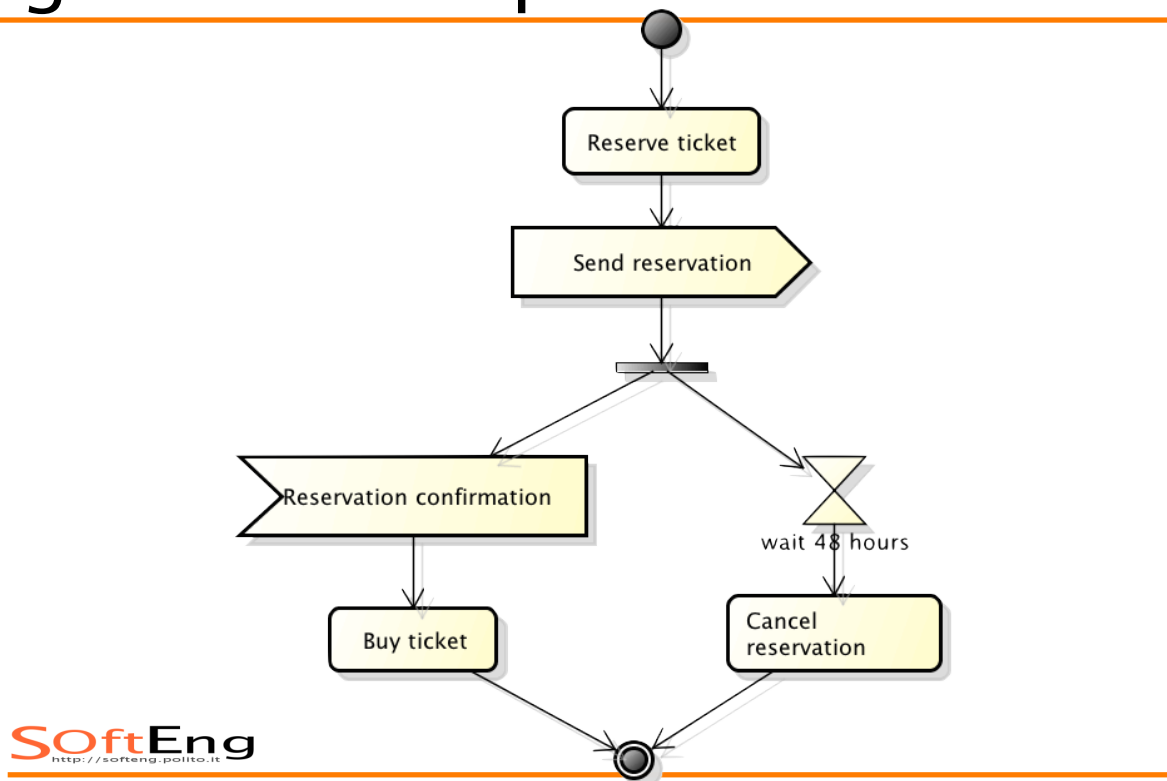 Reserve ticket
Send reservation
Reservation confirmation
wait 48 hours
Buy ticket
Cancel
reservation
SoftEng
http://softeng.polito.it